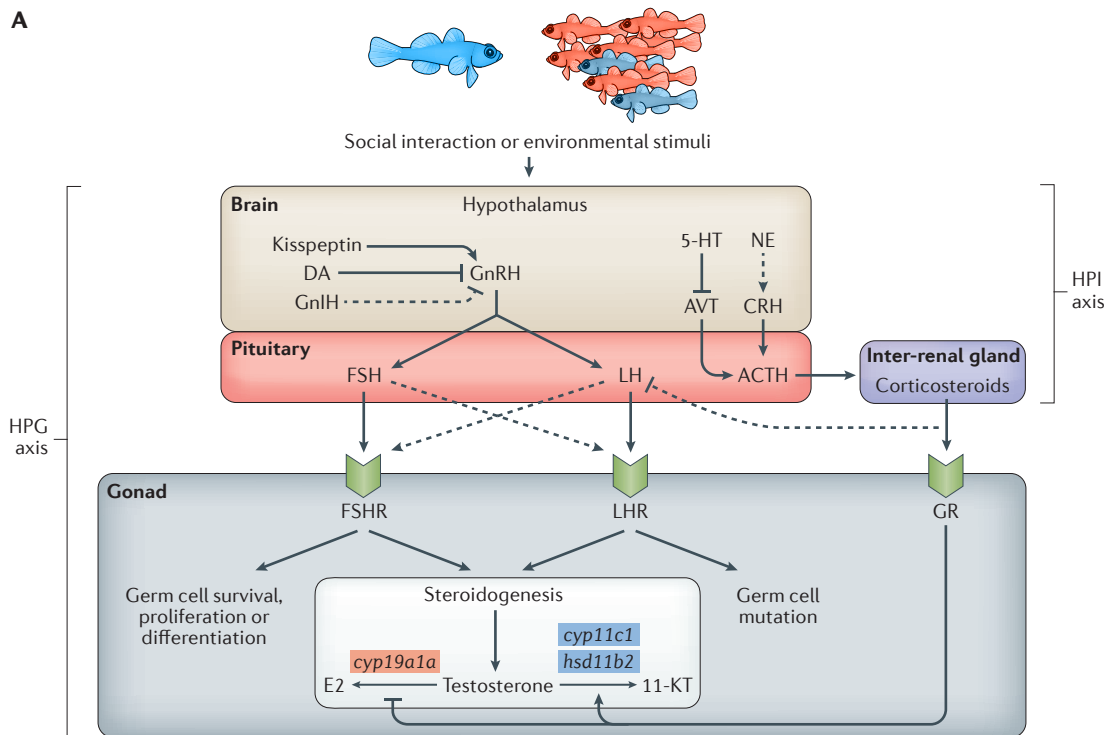 A
Social interaction or environmental stimuli
Brain
Hypothalamus
Kisspeptin
DA
GnIH
GnRH
5-HT
NE
AVT
CRH
HPI
axis
Pituitary
FSH
LH
ACTH
Inter-renal gland
Corticosteroids
HPG
axis
Gonad
FSHR
LHR
GR
Germ cell survival,
proliferation or
differentiation
Steroidogenesis
Germ cell
mutation
cyp11c1
cyp19a1a
hsd11b2
E2
Testosterone
11-KT